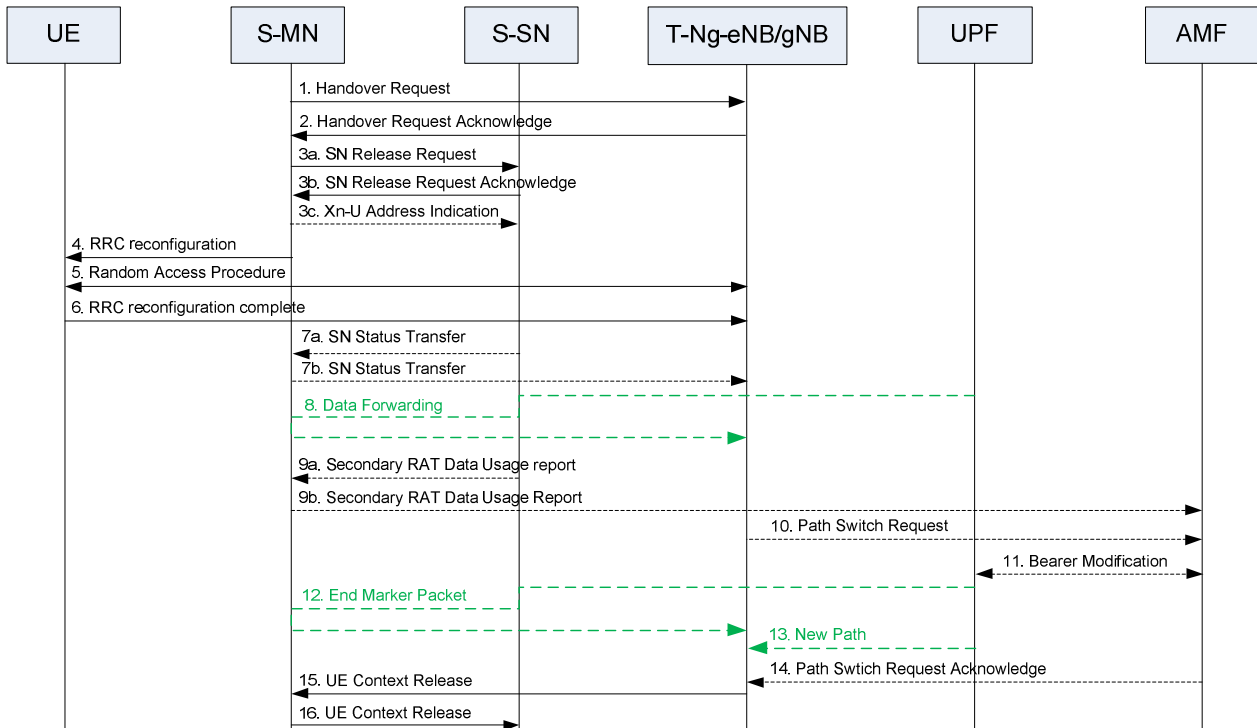 UE
S-MN
S-SN
T-Ng-eNB/gNB
UPF
AMF
1. Handover Request
2. Handover Request Acknowledge
3a. SN Release Request
3b. SN Release Request Acknowledge
3c. Xn-U Address Indication
4. RRC reconfiguration
5. Random Access Procedure
6. RRC reconfiguration complete
7a. SN Status Transfer
7b. SN Status Transfer
8. Data Forwarding
9a. Secondary RAT Data Usage report
9b. Secondary RAT Data Usage Report
10. Path Switch Request
11. Bearer Modification
12. End Marker Packet
13. New Path
14. Path Swtich Request Acknowledge
15. UE Context Release
16. UE Context Release